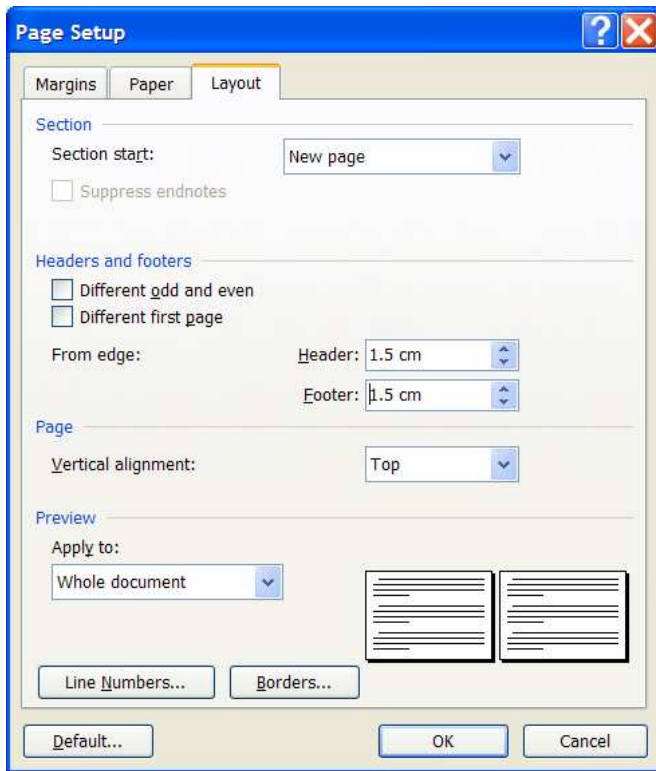 Page Setup
Margins Paper Layout
Section
Section start: New page
Suppress endnotes
Headers and footers
Different odd and even
Different first page
From edge: Header: 1.5 cm
Footer: 1.5 cm
Page
Vertical alignment: Top
Preview
Apply to:
Whole document
Line Numbers... Borders...
Default... OK Cancel